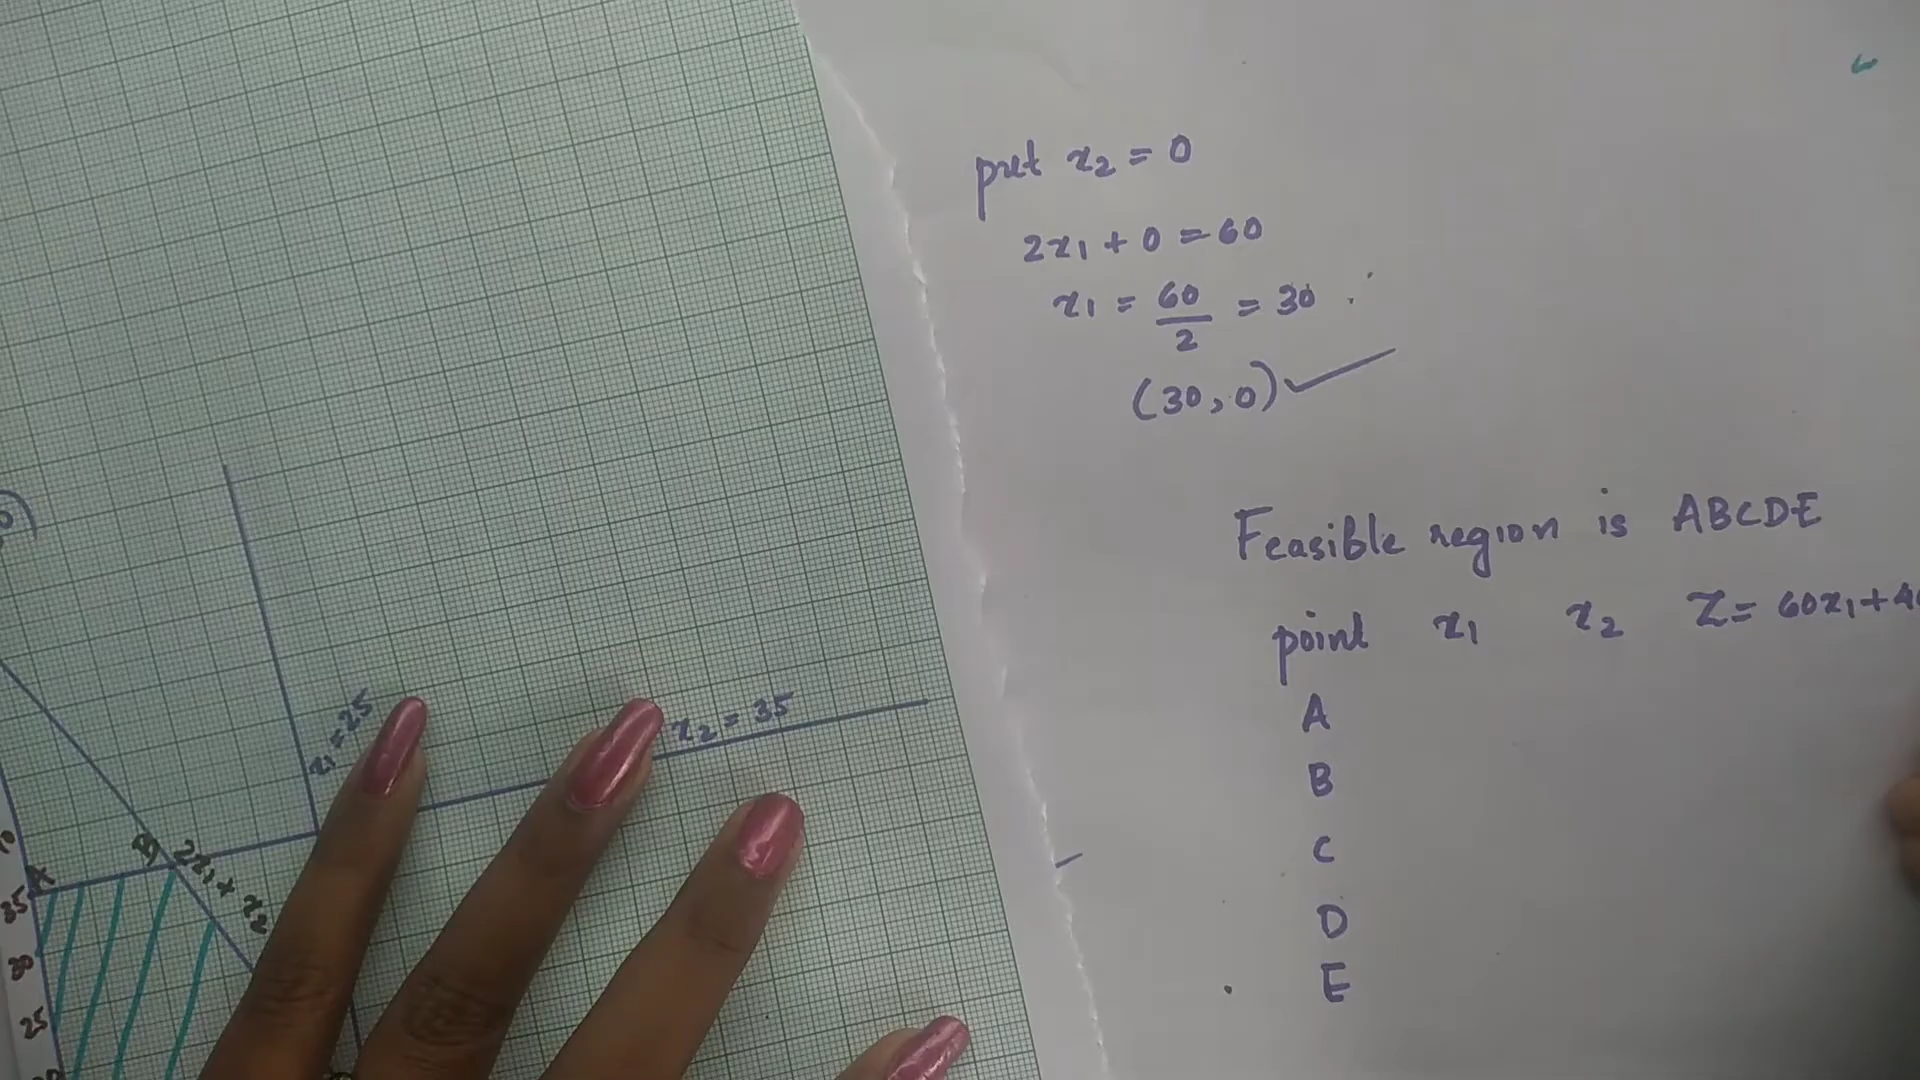 put x₂ = 0
2x₁ + 0 = 60
x₁ = 60/2 = 30
(30, 0) ✓
Feasible region is ABCDE
point x₁ x₂ Z = 60x₁ + 4
A
B
C
D
E
x₁ = 25
x₂ = 35
B
2x₁ + x₂
A
35
30
25